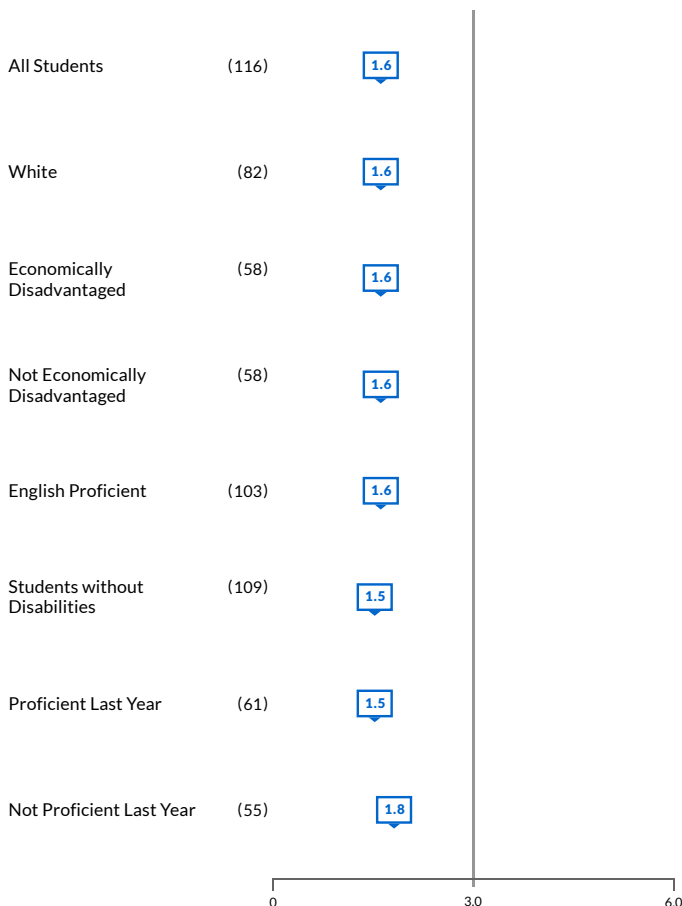 All Students (116) 1.6
White (82) 1.6
Economically (58)
Disadvantaged
1.6
Not Economically (58)
Disadvantaged
1.6
English Proficient (103) 1.6
Students without (109)
Disabilities
1.5
Proficient Last Year (61) 1.5
Not Proficient Last Year (55) 1.8
0 3.0 6.0